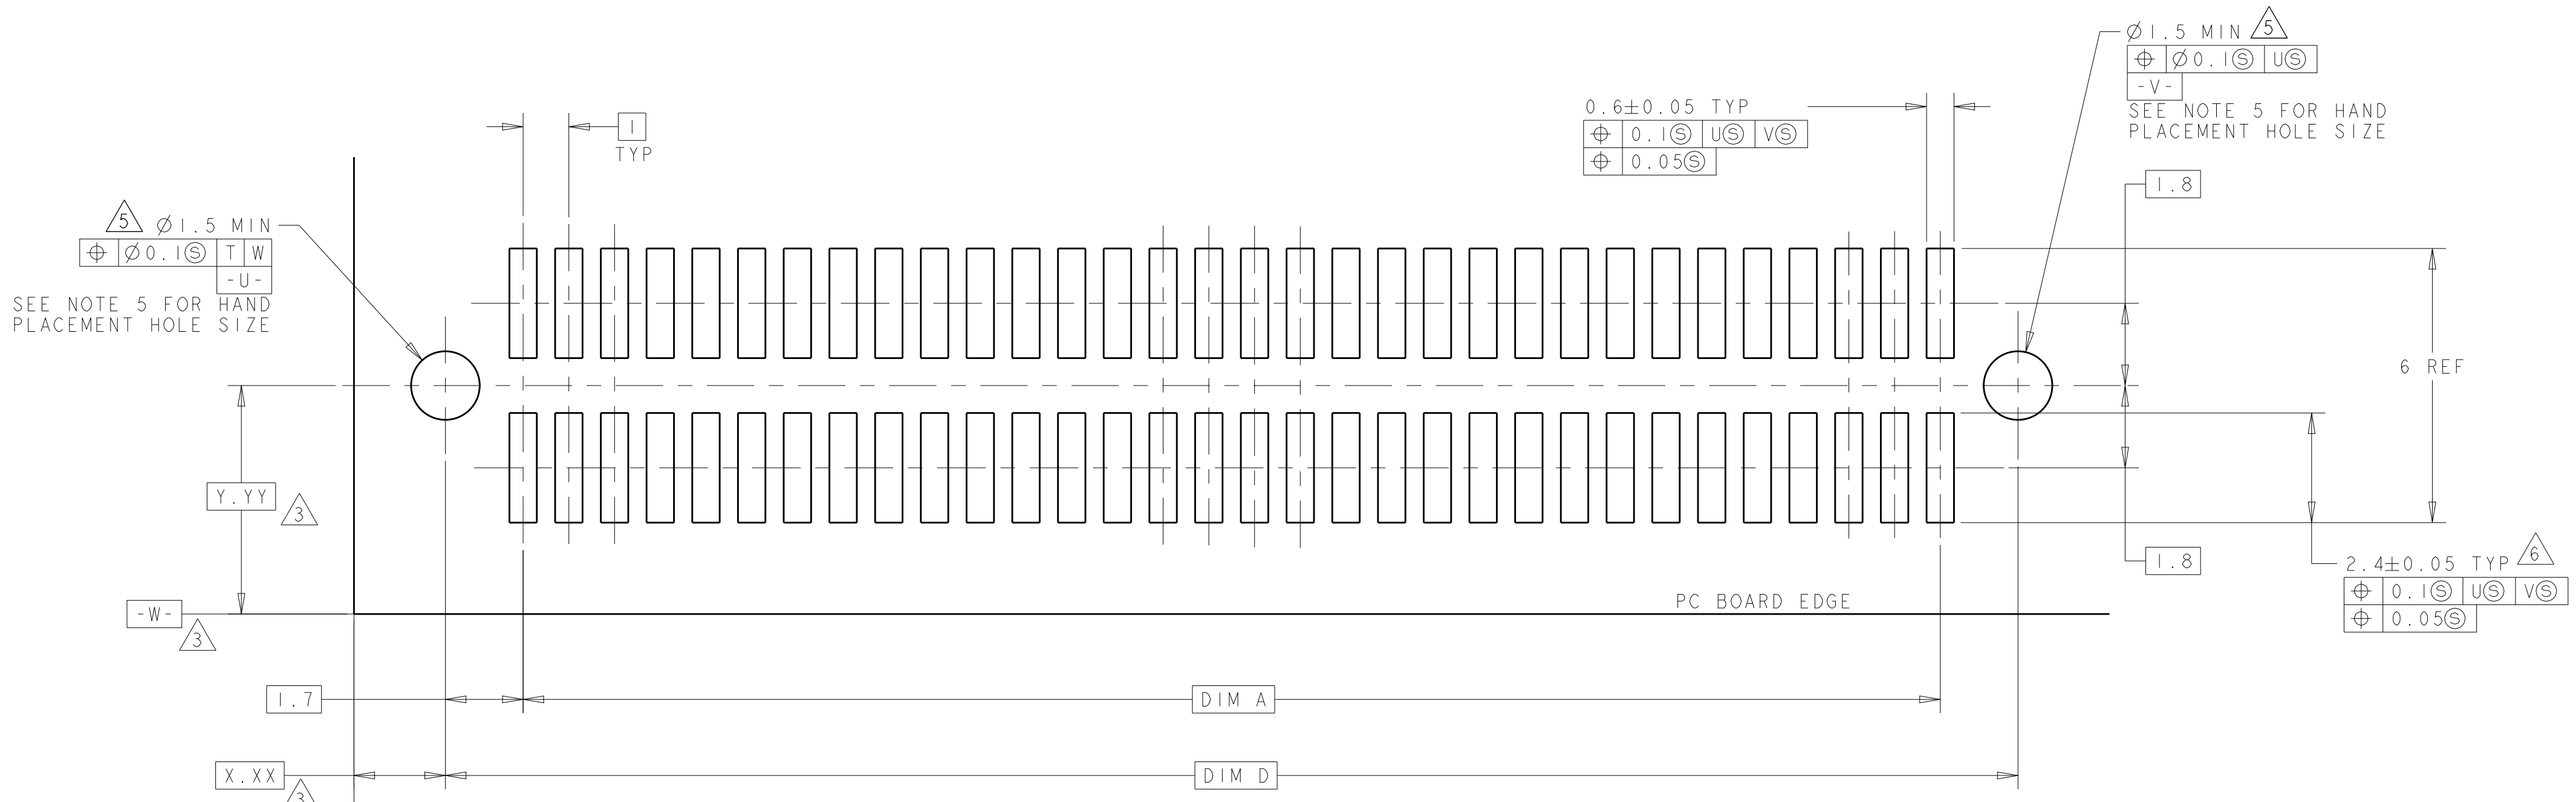 Ø1.5 MIN 5
⌖ Ø0.1Ⓢ UⓈ
-V-
SEE NOTE 5 FOR HAND
PLACEMENT HOLE SIZE
0.6±0.05 TYP
⌖ 0.1Ⓢ UⓈ VⓈ
⌖ 0.05Ⓢ
1
TYP
1.8
5 Ø1.5 MIN
⌖ Ø0.1Ⓢ T W
-U-
SEE NOTE 5 FOR HAND
PLACEMENT HOLE SIZE
6 REF
Y.YY 3
1.8
2.4±0.05 TYP 6
⌖ 0.1Ⓢ UⓈ VⓈ
⌖ 0.05Ⓢ
-W- 3
PC BOARD EDGE
1.7
DIM A
X.XX 3
DIM D